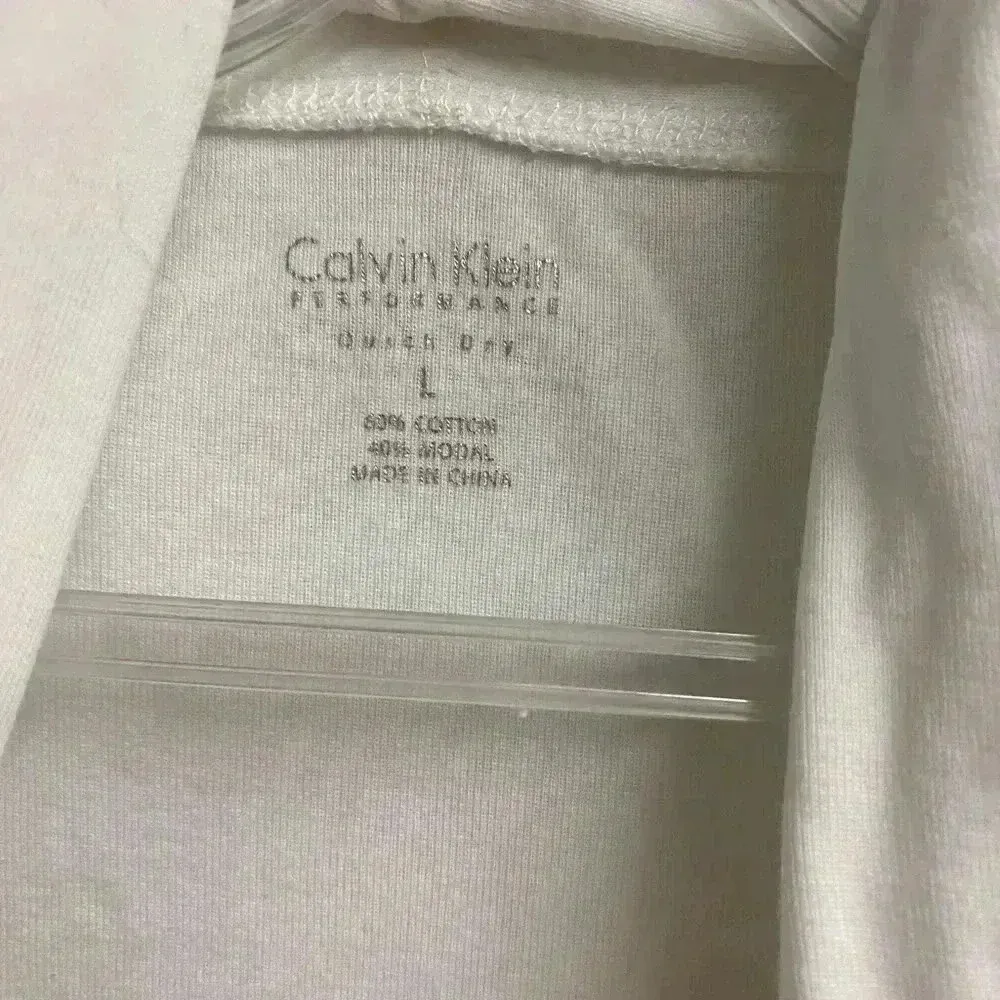 Calvin Klein
PERFORMANCE
Quick Dry
L
60% COTTON
40% MODAL
MADE IN CHINA